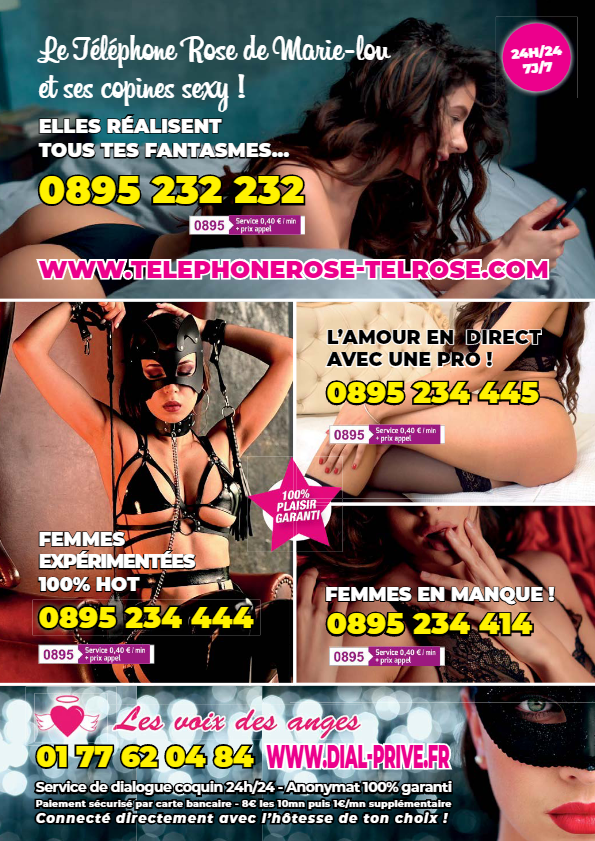 Le Téléphone Rose de Marie-lou
et ses copines sexy !
24H/24
7J/7
ELLES RÉALISENT
TOUS TES FANTASMES...
0895 232 232
0895 Service 0,40 € / min
+ prix appel
WWW.TELEPHONEROSE-TELROSE.COM
L'AMOUR EN DIRECT
AVEC UNE PRO !
0895 234 445
0895 Service 0,40 € / min
+ prix appel
100%
PLAISIR
GARANTI
FEMMES
EXPÉRIMENTÉES
100% HOT
0895 234 444
0895 Service 0,40 € / min
+ prix appel
FEMMES EN MANQUE !
0895 234 414
0895 Service 0,40 € / min
+ prix appel
Les voix des anges
01 77 62 04 84 WWW.DIAL-PRIVE.FR
Service de dialogue coquin 24h/24 - Anonymat 100% garanti
Paiement sécurisé par carte bancaire - 8€ les 10mn puis 1€/mn supplémentaire
Connecté directement avec l'hôtesse de ton choix !